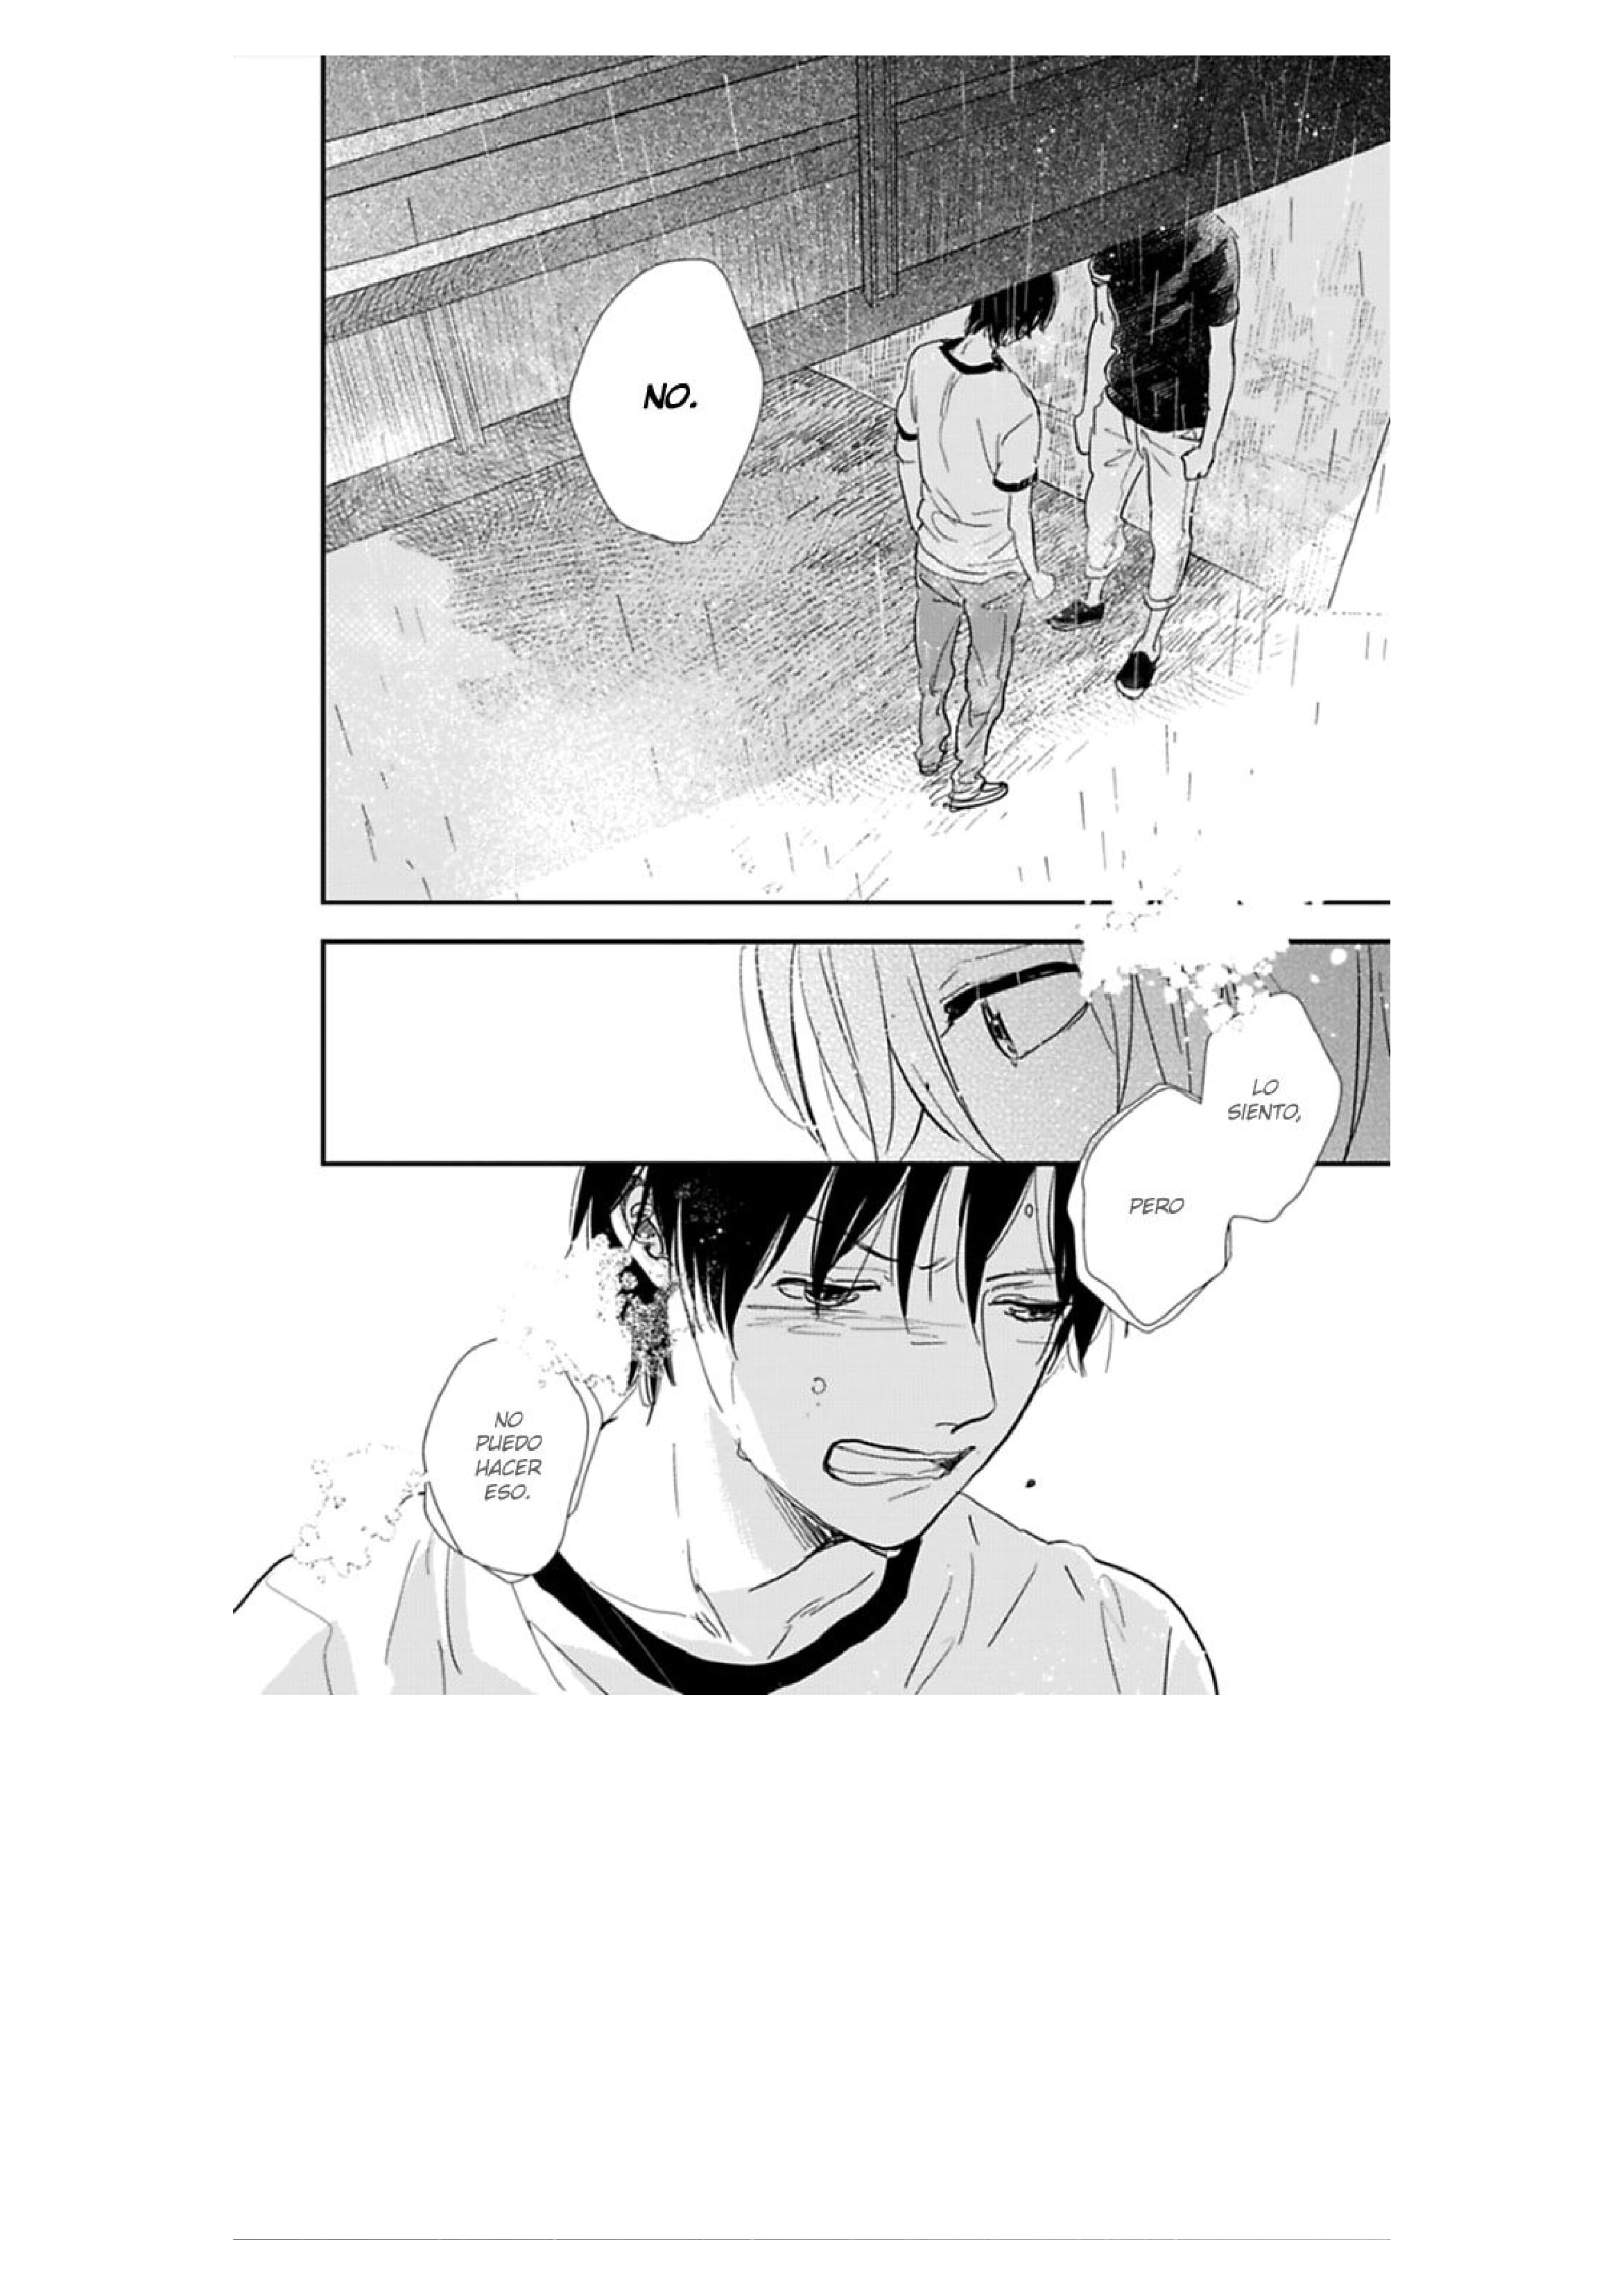 NO.
LO
SIENTO,
PERO
NO
PUEDO
HACER
ESO.